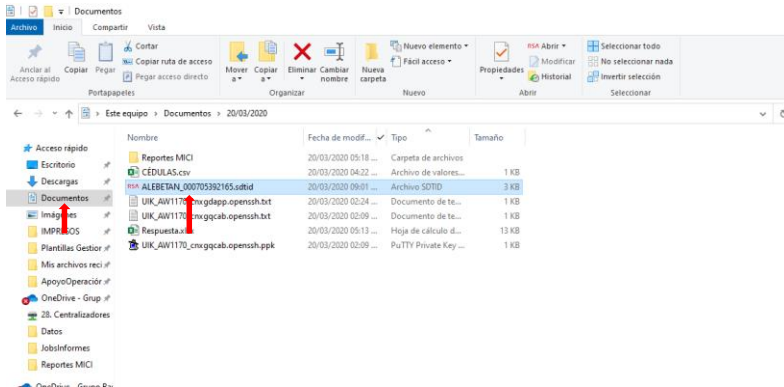 Documentos
Archivo Inicio Compartir Vista
Anclar al Acceso rápido
Copiar
Pegar
Cortar
Copiar ruta de acceso
Pegar acceso directo
Portapapeles
Mover a
Copiar a
Eliminar
Cambiar nombre
Organizar
Nueva carpeta
Nuevo elemento
Fácil acceso
Nuevo
Propiedades
RSA Abrir
Modificar
Historial
Abrir
Seleccionar todo
No seleccionar nada
Invertir selección
Seleccionar
Este equipo > Documentos > 20/03/2020
Nombre Fecha de modif... Tipo Tamaño
Acceso rápido
Escritorio
Descargas
Documentos
Imágenes
IMPRESOS
Plantillas Gestior
Mis archivos reci
ApoyoOperaciór
OneDrive - Grup
28. Centralizadores
Datos
JobsInformes
Reportes MICI
OneDrive - Grupo
Reportes MICI 20/03/2020 05:18 ... Carpeta de archivos
CÉDULAS.csv 20/03/2020 04:22 ... Archivo de valores... 1 KB
RSA ALEBETAN_000705392165.sdtid 20/03/2020 09:01 ... Archivo SDTID 3 KB
UIK_AW1170_cnxgdapp.openssh.txt 20/03/2020 02:24 ... Documento de te... 1 KB
UIK_AW1170_cnxgqcab.openssh.txt 20/03/2020 02:09 ... Documento de te... 1 KB
20/03/2020 05:13 ... Hoja de cálculo d... 13 KB
UIK_AW1170_cnxgqcab.openssh.ppk 20/03/2020 02:09 ... PuTTY Private Key ... 1 KB